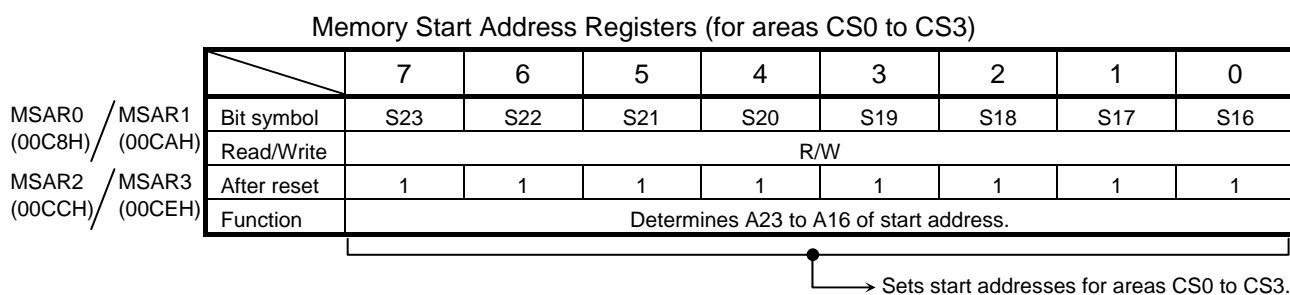 Memory Start Address Registers (for areas CS0 to CS3)
7 6 5 4 3 2 1 0
MSAR0 / MSAR1 Bit symbol S23 S22 S21 S20 S19 S18 S17 S16
(00C8H) (00CAH) Read/Write R/W
MSAR2 / MSAR3 After reset 1 1 1 1 1 1 1 1
(00CCH) (00CEH) Function Determines A23 to A16 of start address.
Sets start addresses for areas CS0 to CS3.